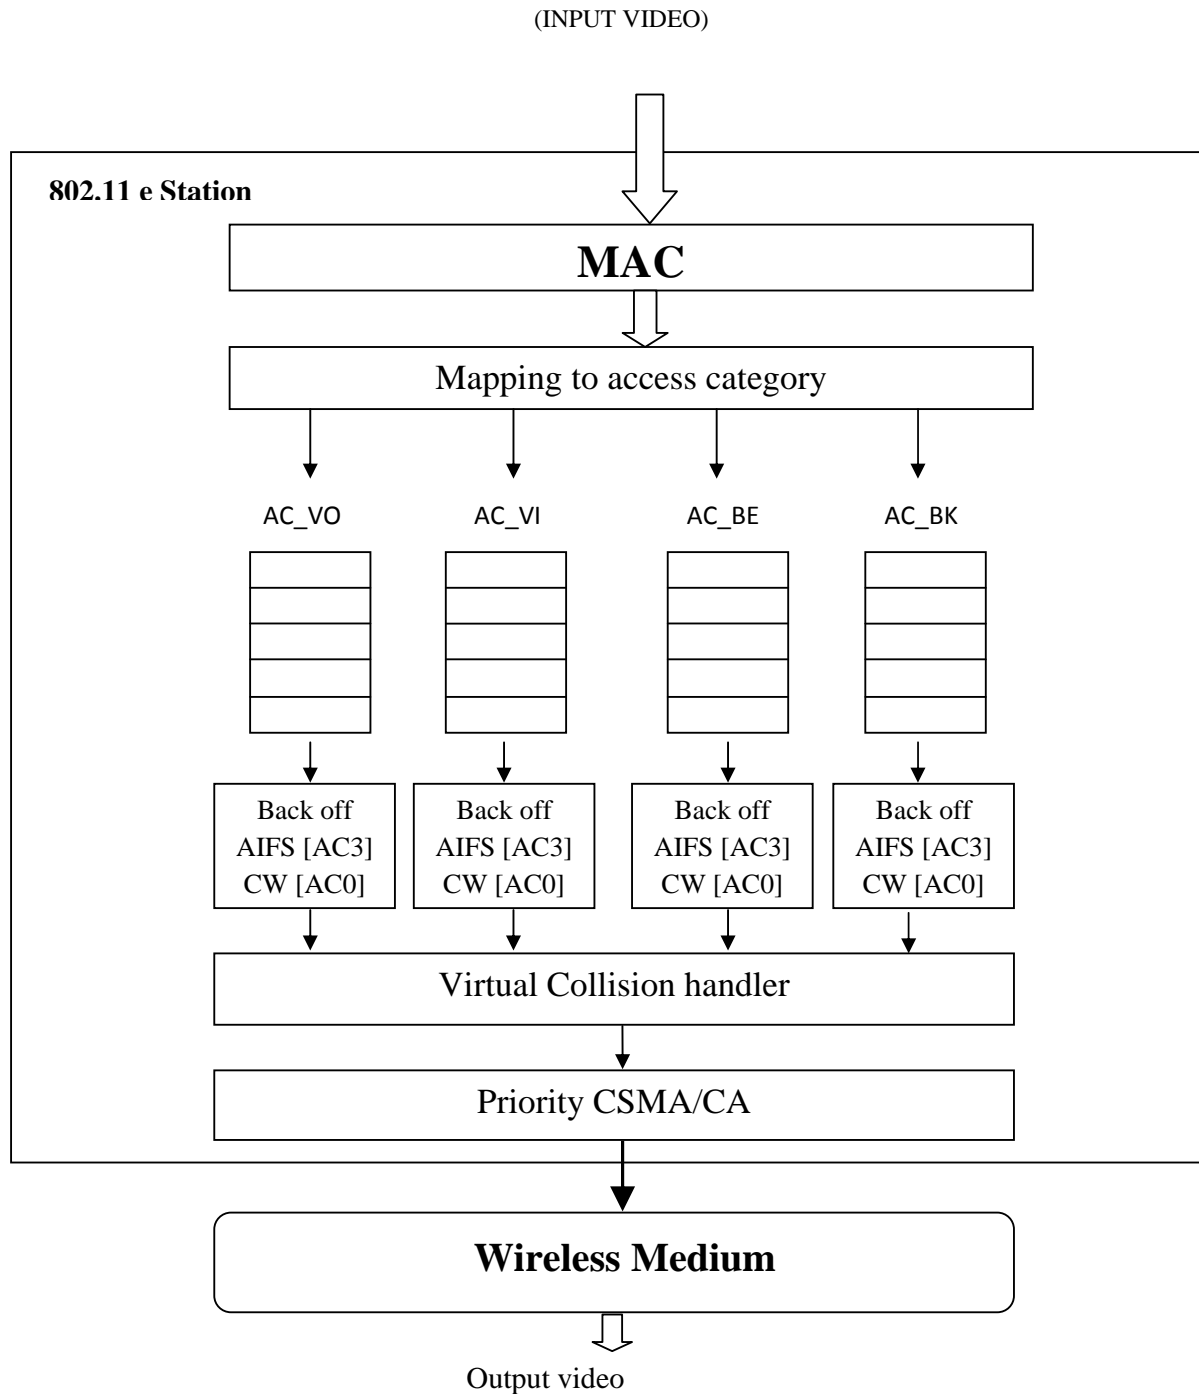 (INPUT VIDEO)
802.11 e Station
MAC
Mapping to access category
AC_VO AC_VI AC_BE AC_BK
Back off Back off Back off Back off
AIFS [AC3] AIFS [AC3] AIFS [AC3] AIFS [AC3]
CW [AC0] CW [AC0] CW [AC0] CW [AC0]
Virtual Collision handler
Priority CSMA/CA
Wireless Medium
Output video